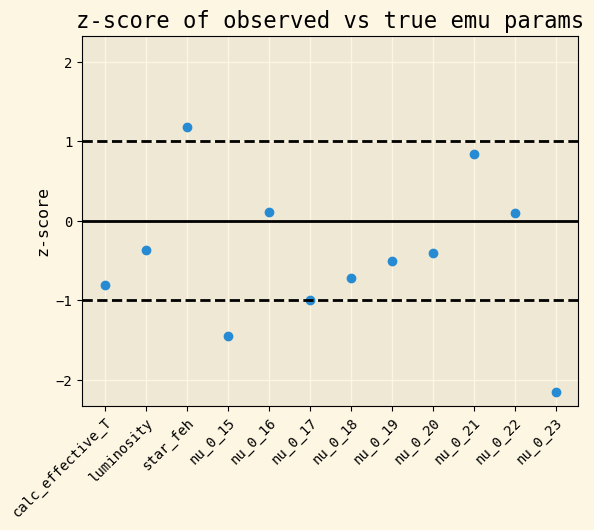 z-score of observed vs true emu params
z-score
2
1
0
−1
−2
calc_effective_T
luminosity
star_feh
nu_0_15
nu_0_16
nu_0_17
nu_0_18
nu_0_19
nu_0_20
nu_0_21
nu_0_22
nu_0_23